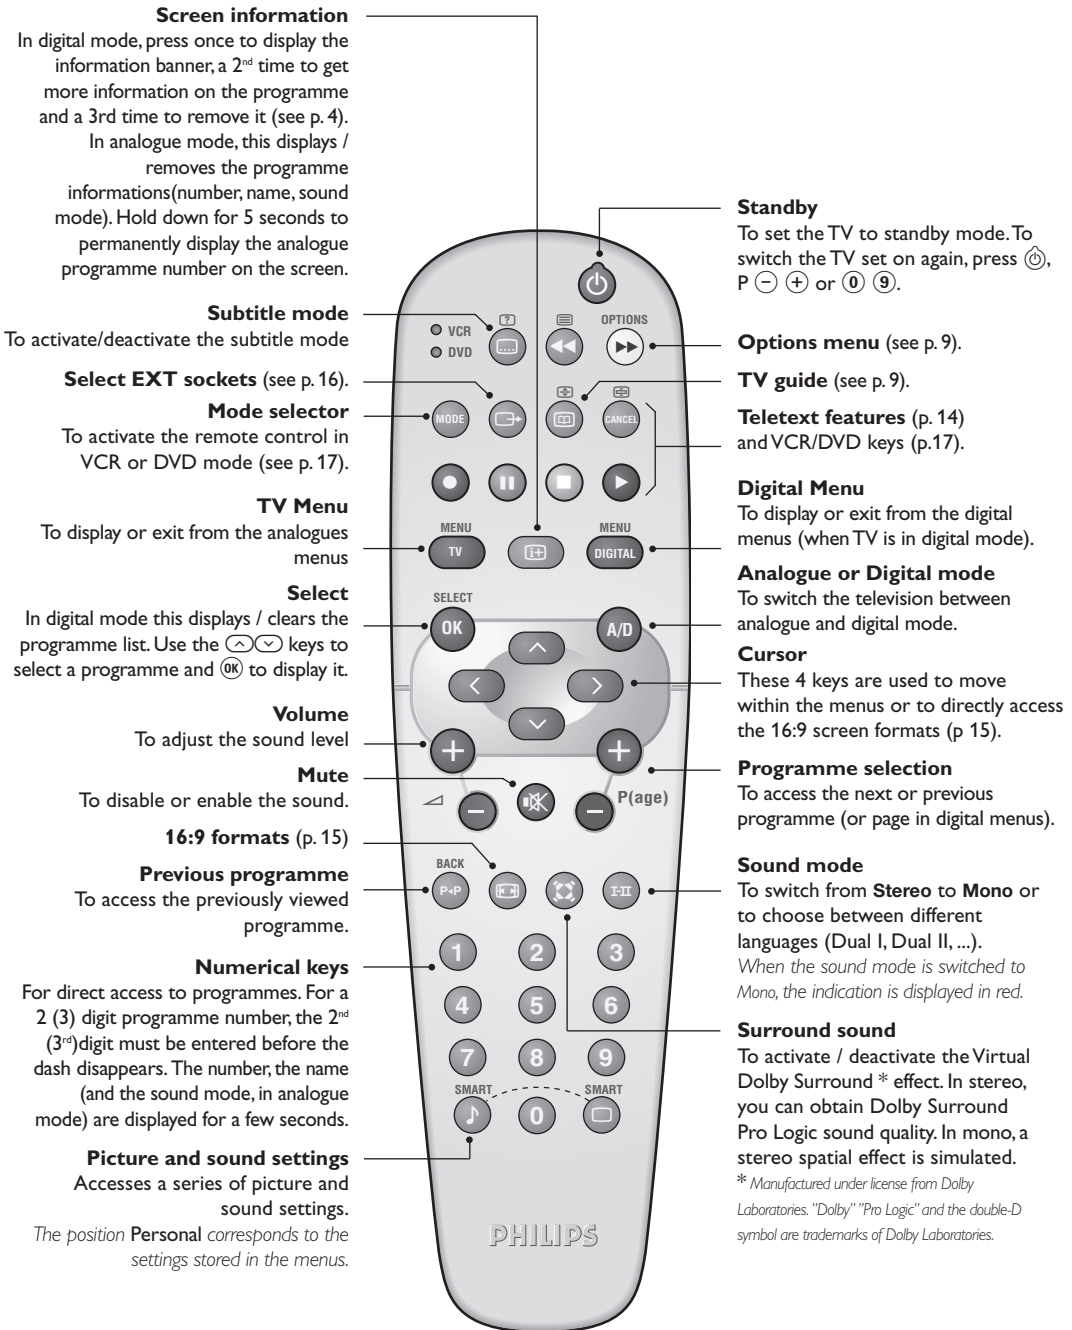 Screen information
In digital mode, press once to display the
information banner, a 2nd time to get
more information on the programme
and a 3rd time to remove it (see p. 4).
In analogue mode, this displays /
removes the programme
informations(number, name, sound
mode). Hold down for 5 seconds to
permanently display the analogue
programme number on the screen.
Subtitle mode
To activate/deactivate the subtitle mode
Select EXT sockets (see p. 16).
Mode selector
To activate the remote control in
VCR or DVD mode (see p. 17).
TV Menu
To display or exit from the analogues
menus
Select
In digital mode this displays / clears the
programme list. Use the keys to
select a programme and OK to display it.
Volume
To adjust the sound level
Mute
To disable or enable the sound.
16:9 formats (p. 15)
Previous programme
To access the previously viewed
programme.
Numerical keys
For direct access to programmes. For a
2 (3) digit programme number, the 2nd
(3rd)digit must be entered before the
dash disappears. The number, the name
(and the sound mode, in analogue
mode) are displayed for a few seconds.
Picture and sound settings
Accesses a series of picture and
sound settings.
The position Personal corresponds to the
settings stored in the menus.
VCR
DVD
?
OPTIONS
MODE
CANCEL
MENU
TV
i+
MENU
DIGITAL
SELECT
OK
A/D
+
+
−
−
P(age)
BACK
P◂P
I-II
1 2 3
4 5 6
7 8 9
SMART
SMART
0
PHILIPS
Standby
To set the TV to standby mode. To
switch the TV set on again, press ,
P − + or 0 9.
Options menu (see p. 9).
TV guide (see p. 9).
Teletext features (p. 14)
and VCR/DVD keys (p.17).
Digital Menu
To display or exit from the digital
menus (when TV is in digital mode).
Analogue or Digital mode
To switch the television between
analogue and digital mode.
Cursor
These 4 keys are used to move
within the menus or to directly access
the 16:9 screen formats (p 15).
Programme selection
To access the next or previous
programme (or page in digital menus).
Sound mode
To switch from Stereo to Mono or
to choose between different
languages (Dual I, Dual II, ...).
When the sound mode is switched to
Mono, the indication is displayed in red.
Surround sound
To activate / deactivate the Virtual
Dolby Surround * effect. In stereo,
you can obtain Dolby Surround
Pro Logic sound quality. In mono, a
stereo spatial effect is simulated.
* Manufactured under license from Dolby
Laboratories. "Dolby" "Pro Logic" and the double-D
symbol are trademarks of Dolby Laboratories.